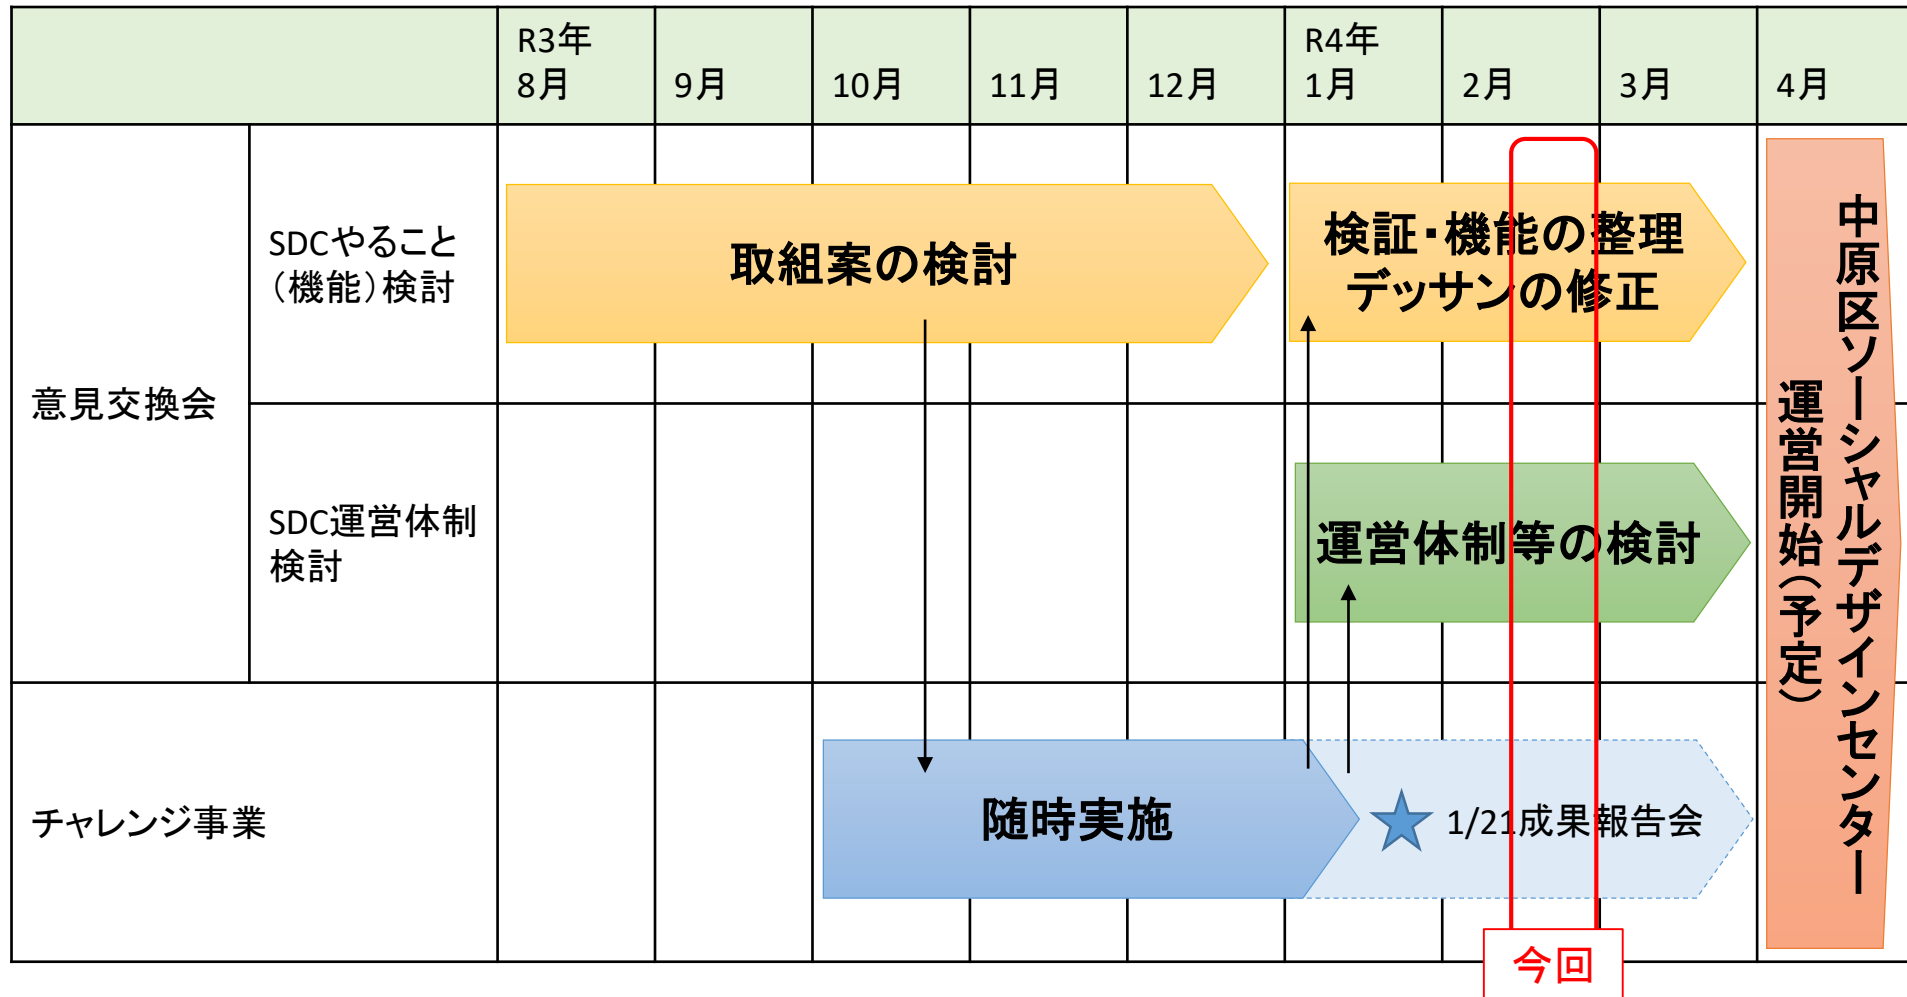 R3年
8月
9月
10月
11月
12月
R4年
1月
2月
3月
4月
意見交換会
SDCやること
（機能）検討
取組案の検討
検証・機能の整理
デッサンの修正
SDC運営体制
検討
運営体制等の検討
チャレンジ事業
随時実施
1/21成果報告会
中原区ソーシャルデザインセンター
運営開始（予定）
今回